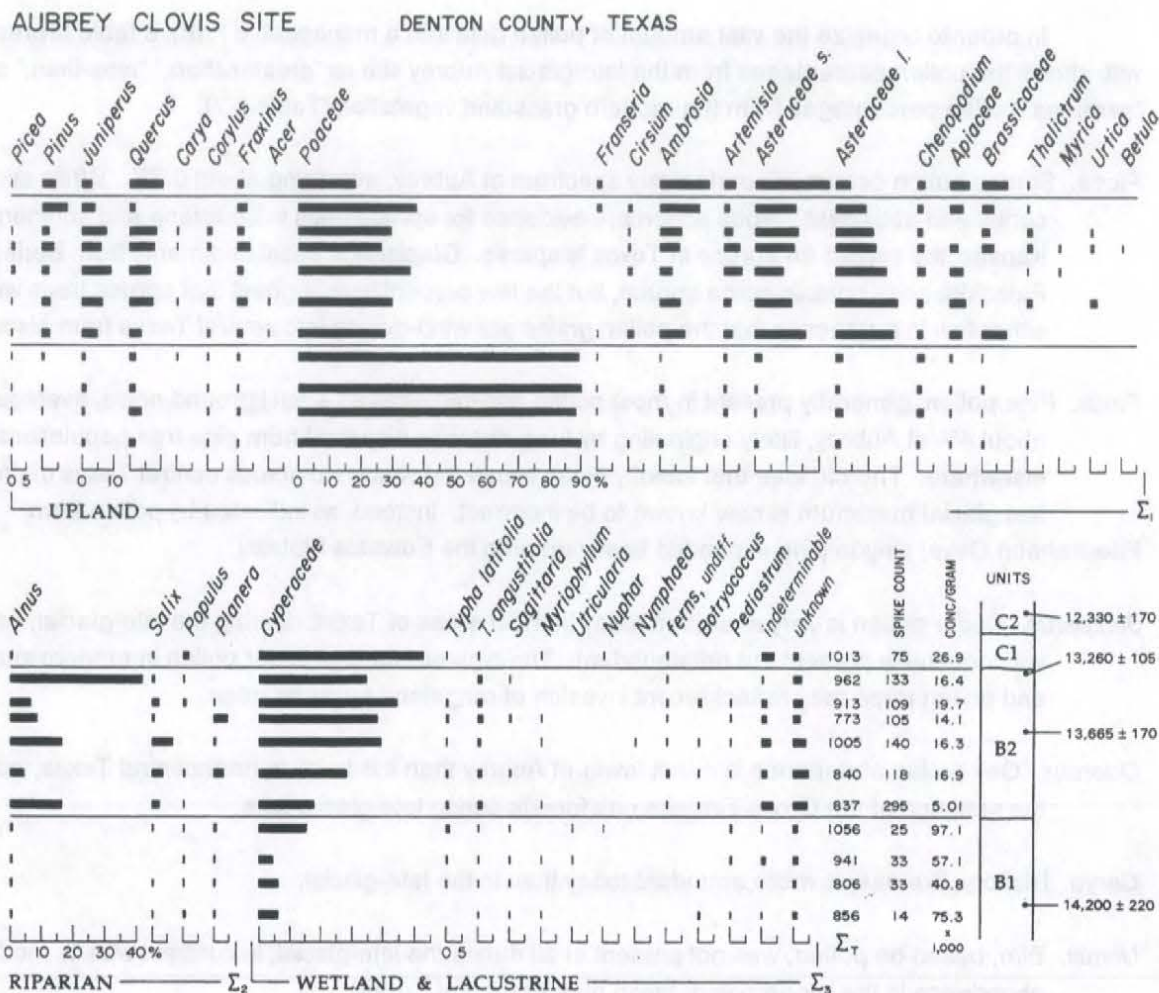 AUBREY CLOVIS SITE DENTON COUNTY, TEXAS
Picea Pinus Juniperus Quercus Carya Corylus Fraxinus Acer Poaceae Franseria Cirsium Ambrosia Artemisia Asteraceae - Asteraceae + Chenopodium Apiaceae Brassicaceae Thalictrum Myrica Urtica Betula
0 5 0 10 0 10 20 30 40 50 60 70 80 90 %
UPLAND Σ1
Ulmus Salix Populus Planera Cyperaceae Typha latifolia T. angustifolia Sagittaria Myriophyllum Utricularia Nuphar Nymphaea Ferns, undiff. Botryococcus Pediastrum Indeterminable Unknown SPIKE COUNT CONC/GRAM UNITS
C2 12,330 ± 170
1013 75 26.9 C1 13,260 ± 105
962 133 16.4
913 109 19.7
773 105 14.1 13,665 ± 170
1005 140 16.3 B2
840 118 16.9
837 295 5.01
1056 25 97.1
941 33 57.1
806 33 40.8 B1
856 14 75.3 14,200 ± 220
0 10 20 30 40 % 0 5 ΣT x 1,000
RIPARIAN Σ2 WETLAND & LACUSTRINE Σ3